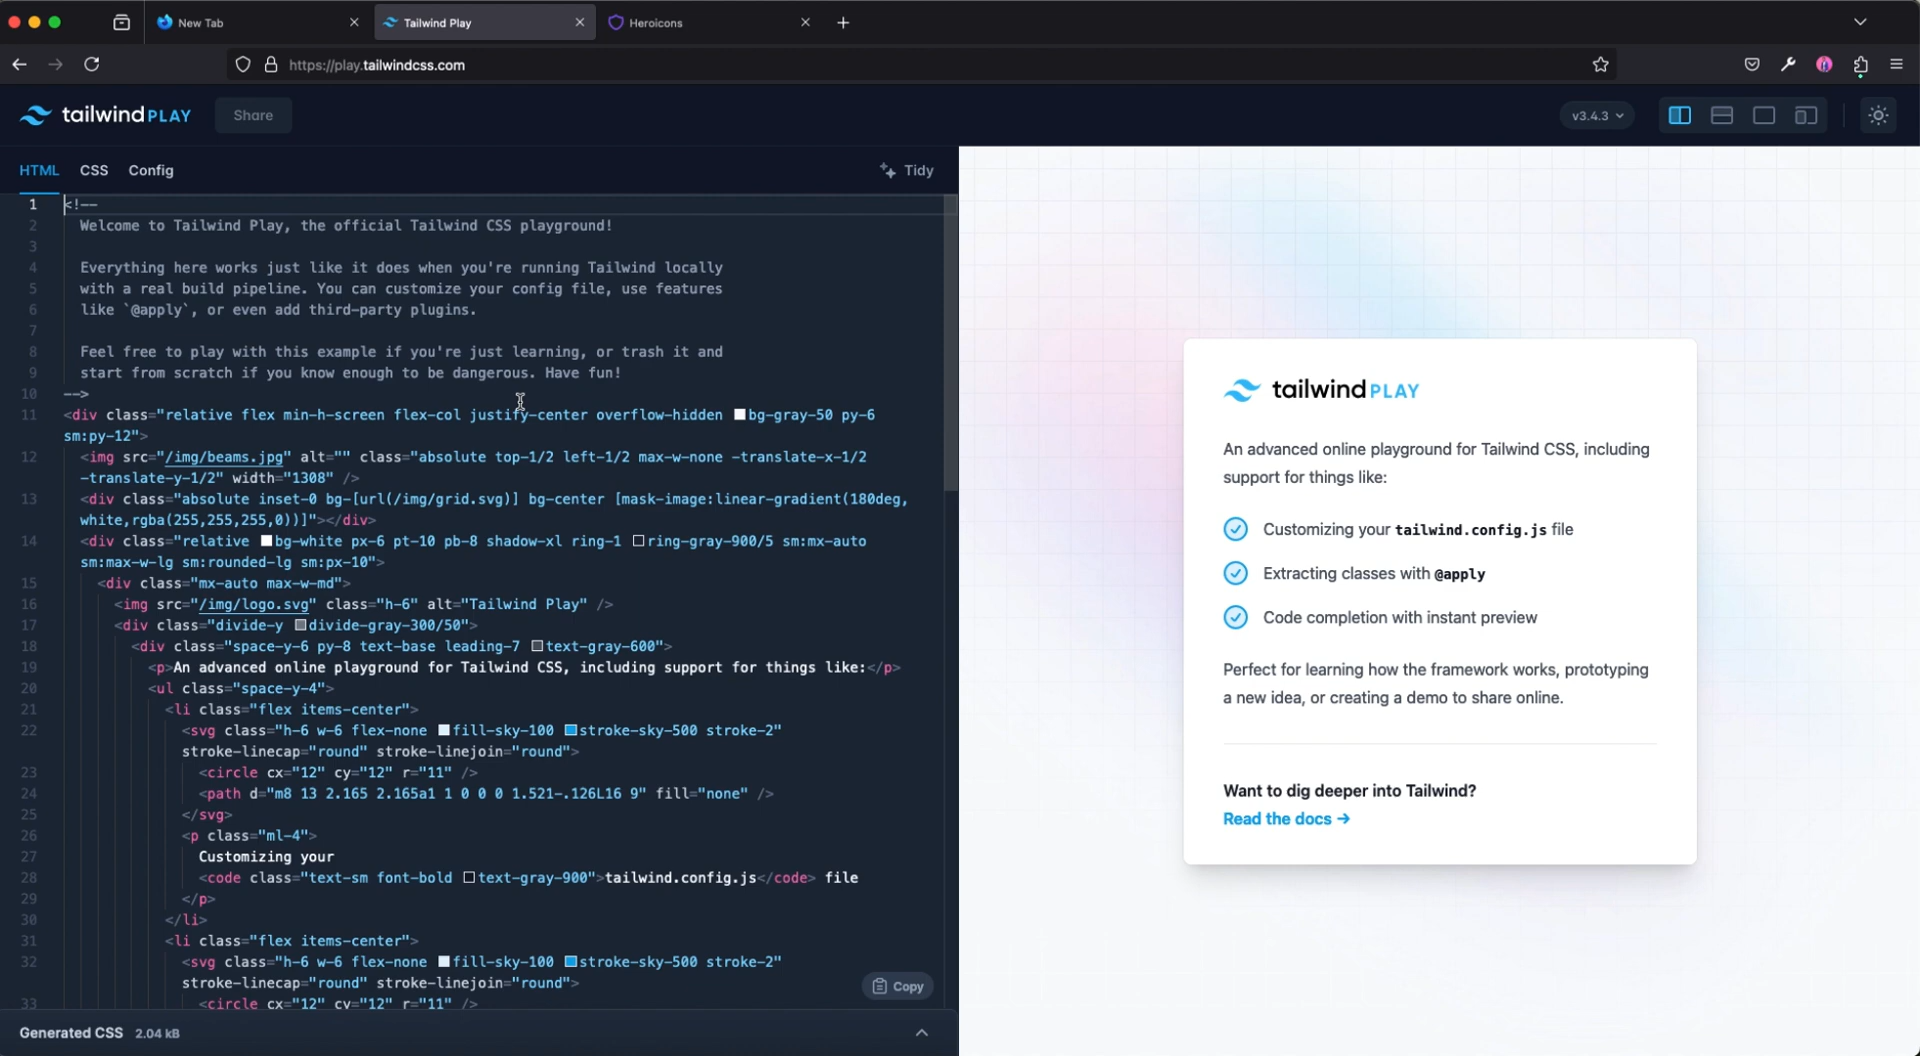 New Tab
Tailwind Play
Heroicons
https://play.tailwindcss.com
tailwind PLAY
Share
v3.4.3
HTML CSS Config
Tidy
1 <!--
2 Welcome to Tailwind Play, the official Tailwind CSS playground!
3
4 Everything here works just like it does when you're running Tailwind locally
5 with a real build pipeline. You can customize your config file, use features
6 like `@apply`, or even add third-party plugins.
7
8 Feel free to play with this example if you're just learning, or trash it and
9 start from scratch if you know enough to be dangerous. Have fun!
10 -->
11 <div class="relative flex min-h-screen flex-col justify-center overflow-hidden bg-gray-50 py-6
sm:py-12">
12 <img src="/img/beams.jpg" alt="" class="absolute top-1/2 left-1/2 max-w-none -translate-x-1/2
-translate-y-1/2" width="1308" />
13 <div class="absolute inset-0 bg-[url(/img/grid.svg)] bg-center [mask-image:linear-gradient(180deg,
white,rgba(255,255,255,0))]"></div>
14 <div class="relative bg-white px-6 pt-10 pb-8 shadow-xl ring-1 ring-gray-900/5 sm:mx-auto
sm:max-w-lg sm:rounded-lg sm:px-10">
15 <div class="mx-auto max-w-md">
16 <img src="/img/logo.svg" class="h-6" alt="Tailwind Play" />
17 <div class="divide-y divide-gray-300/50">
18 <div class="space-y-6 py-8 text-base leading-7 text-gray-600">
19 <p>An advanced online playground for Tailwind CSS, including support for things like:</p>
20 <ul class="space-y-4">
21 <li class="flex items-center">
22 <svg class="h-6 w-6 flex-none fill-sky-100 stroke-sky-500 stroke-2"
stroke-linecap="round" stroke-linejoin="round">
23 <circle cx="12" cy="12" r="11" />
24 <path d="m8 13 2.165 2.165a1 1 0 0 0 1.521-.126L16 9" fill="none" />
25 </svg>
26 <p class="ml-4">
27 Customizing your
28 <code class="text-sm font-bold text-gray-900">tailwind.config.js</code> file
29 </p>
30 </li>
31 <li class="flex items-center">
32 <svg class="h-6 w-6 flex-none fill-sky-100 stroke-sky-500 stroke-2"
stroke-linecap="round" stroke-linejoin="round">
33 <circle cx="12" cy="12" r="11" />
Copy
Generated CSS 2.04 kB
tailwind PLAY
An advanced online playground for Tailwind CSS, including
support for things like:
Customizing your tailwind.config.js file
Extracting classes with @apply
Code completion with instant preview
Perfect for learning how the framework works, prototyping
a new idea, or creating a demo to share online.
Want to dig deeper into Tailwind?
Read the docs →